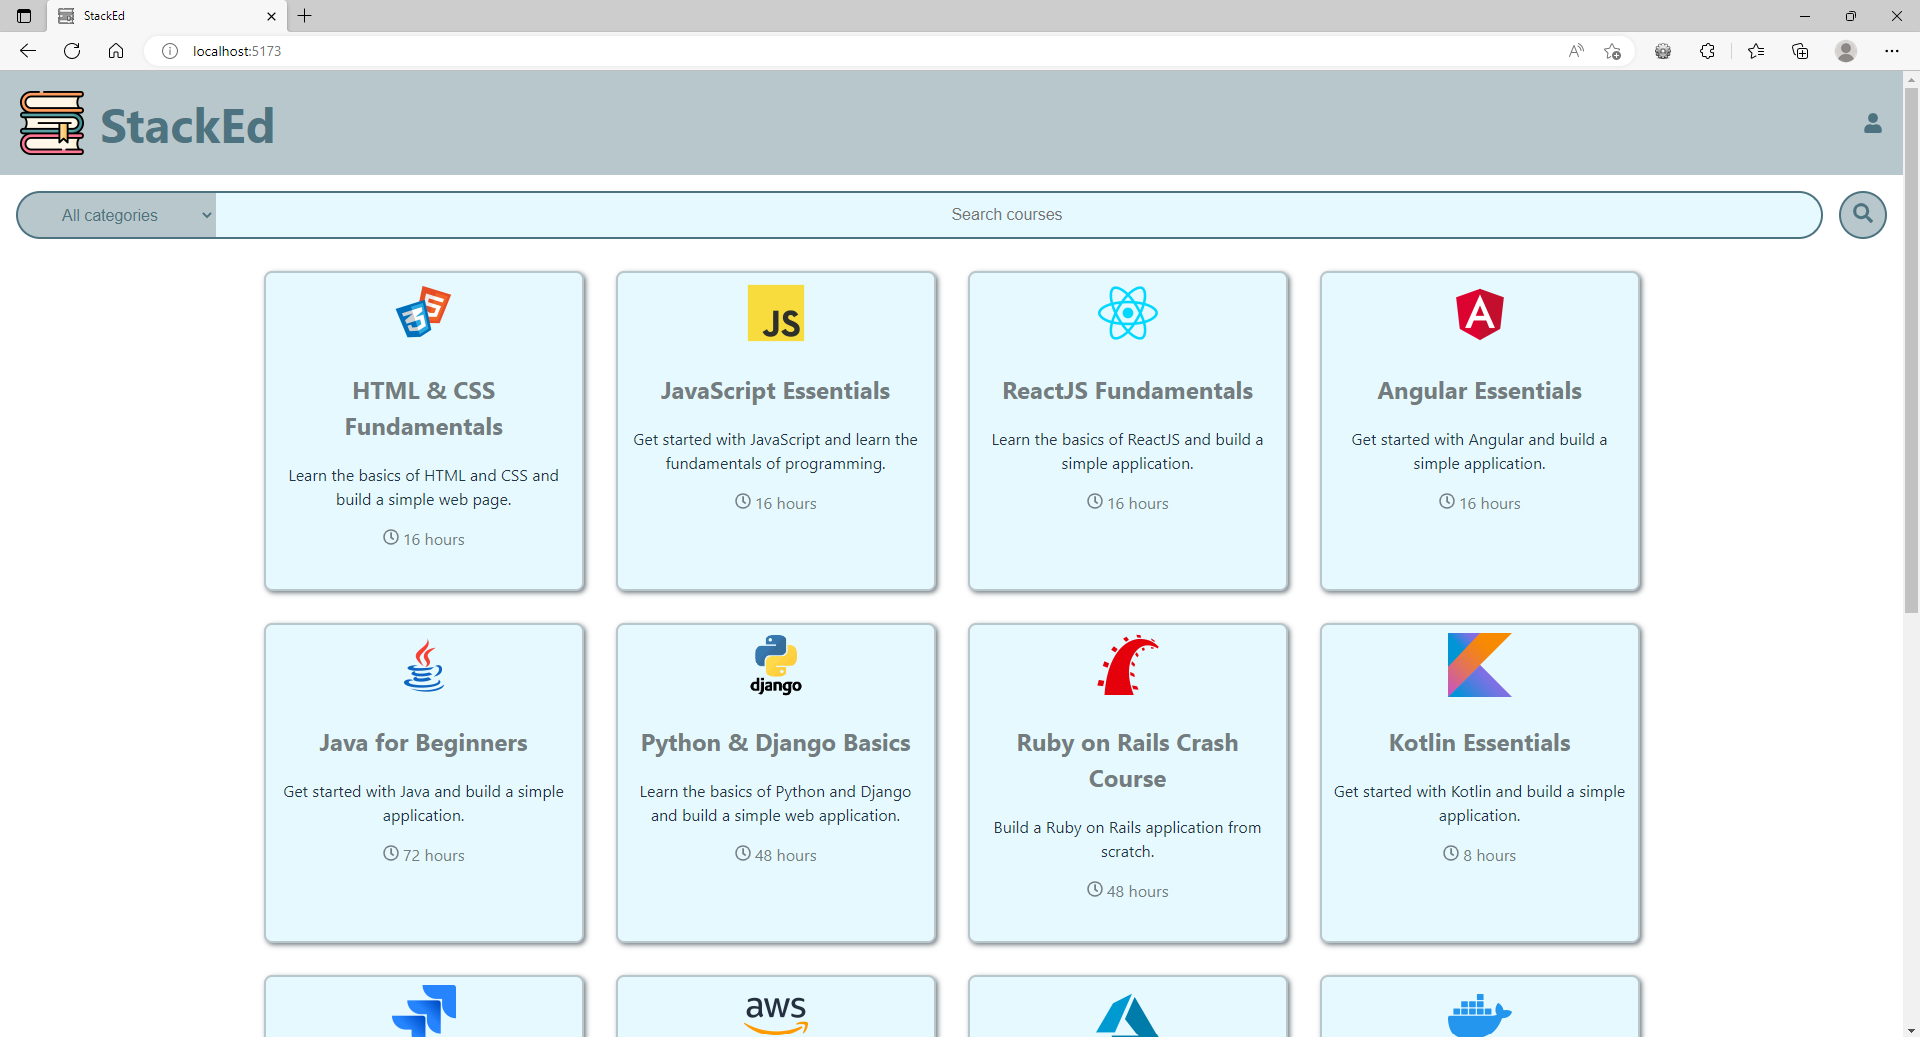 StackEd
localhost:5173
StackEd
All categories
Search courses
HTML & CSS
Fundamentals
Learn the basics of HTML and CSS and
build a simple web page.
16 hours
JS
JavaScript Essentials
Get started with JavaScript and learn the
fundamentals of programming.
16 hours
ReactJS Fundamentals
Learn the basics of ReactJS and build a
simple application.
16 hours
A
Angular Essentials
Get started with Angular and build a
simple application.
16 hours
Java for Beginners
Get started with Java and build a simple
application.
72 hours
django
Python & Django Basics
Learn the basics of Python and Django
and build a simple web application.
48 hours
Ruby on Rails Crash
Course
Build a Ruby on Rails application from
scratch.
48 hours
Kotlin Essentials
Get started with Kotlin and build a simple
application.
8 hours
aws